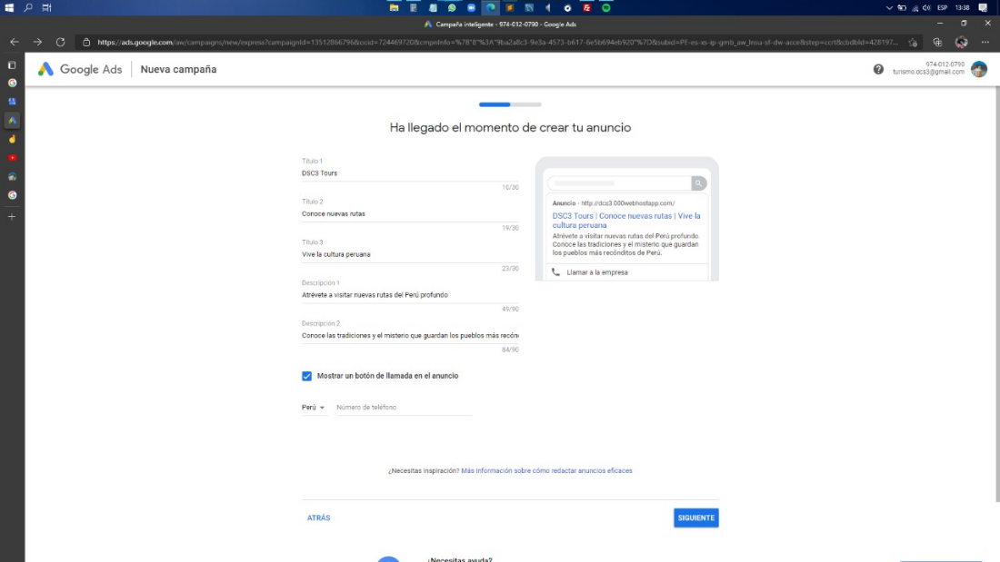 ESP 13:38
Campaña inteligente - 974-012-0790 - Google Ads
https://ads.google.com/aw/campaigns/new/express?campaignId=13512866796&ocid=724469720&cmpnInfo=%7B"8"%3A"9ba2a8c3-9e3a-4573-b617-6e5b694eb920"%7D&subid=PE-es-xs-ip-gmb_aw_lnsu-sf-dw-acce&step=ccrt&cbdbId=428197...
Google Ads
Nueva campaña
974-012-0790
turismo.dcs3@gmail.com
Ha llegado el momento de crear tu anuncio
Título 1
DSC3 Tours
10/30
Título 2
Conoce nuevas rutas
19/30
Título 3
Vive la cultura peruana
23/30
Descripción 1
Atrévete a visitar nuevas rutas del Perú profundo
49/90
Descripción 2
Conoce las tradiciones y el misterio que guardan los pueblos más recón
84/90
Mostrar un botón de llamada en el anuncio
Perú
Número de teléfono
Anuncio - http://dcs3.000webhostapp.com/
DSC3 Tours | Conoce nuevas rutas | Vive la
cultura peruana
Atrévete a visitar nuevas rutas del Perú profundo.
Conoce las tradiciones y el misterio que guardan
los pueblos más recónditos de Perú.
Llamar a la empresa
¿Necesitas inspiración? Más información sobre cómo redactar anuncios eficaces
ATRÁS
SIGUIENTE
¿Necesitas ayuda?